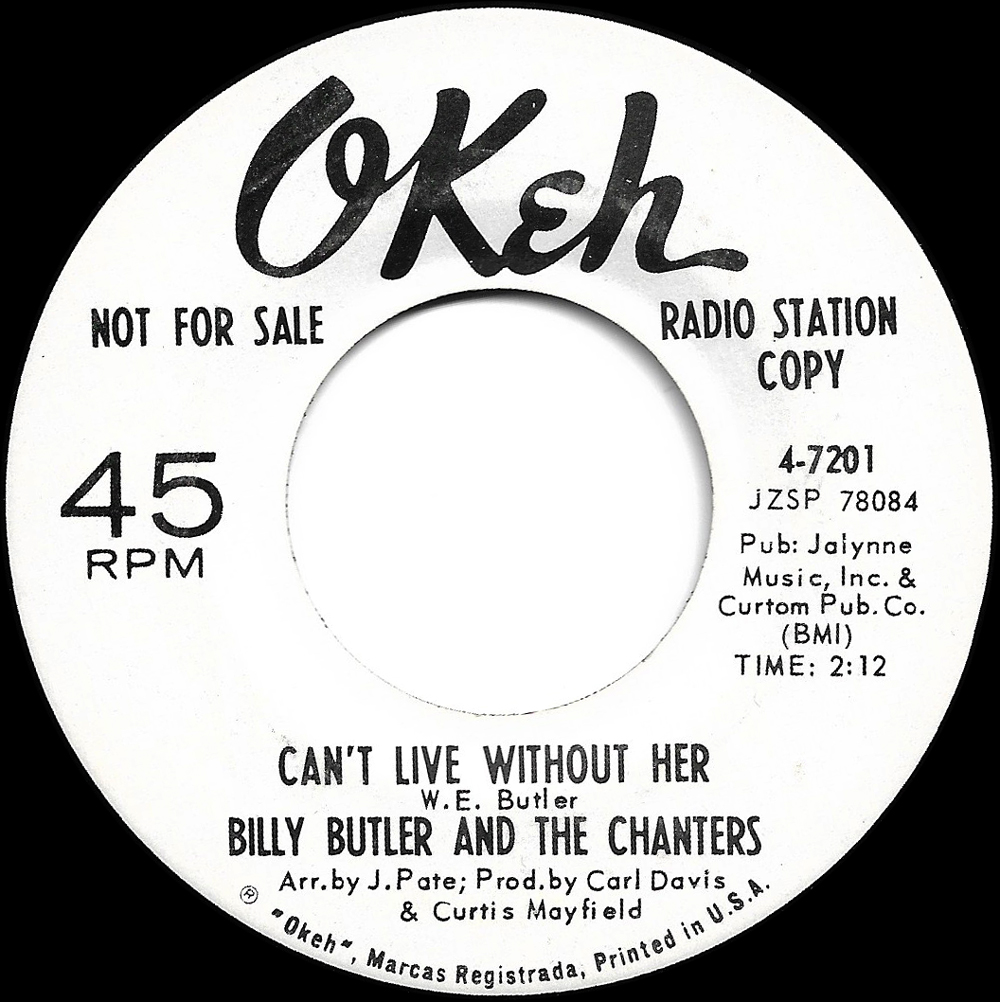 OKeh
NOT FOR SALE
RADIO STATION
COPY
45
RPM
4-7201
JZSP 78084
Pub: Jalynne
Music, Inc. &
Curtom Pub. Co.
(BMI)
TIME: 2:12
CAN'T LIVE WITHOUT HER
W.E. Butler
BILLY BUTLER AND THE CHANTERS
Arr. by J. Pate; Prod. by Carl Davis
& Curtis Mayfield
® "Okeh", Marcas Registrada, Printed in U.S.A.